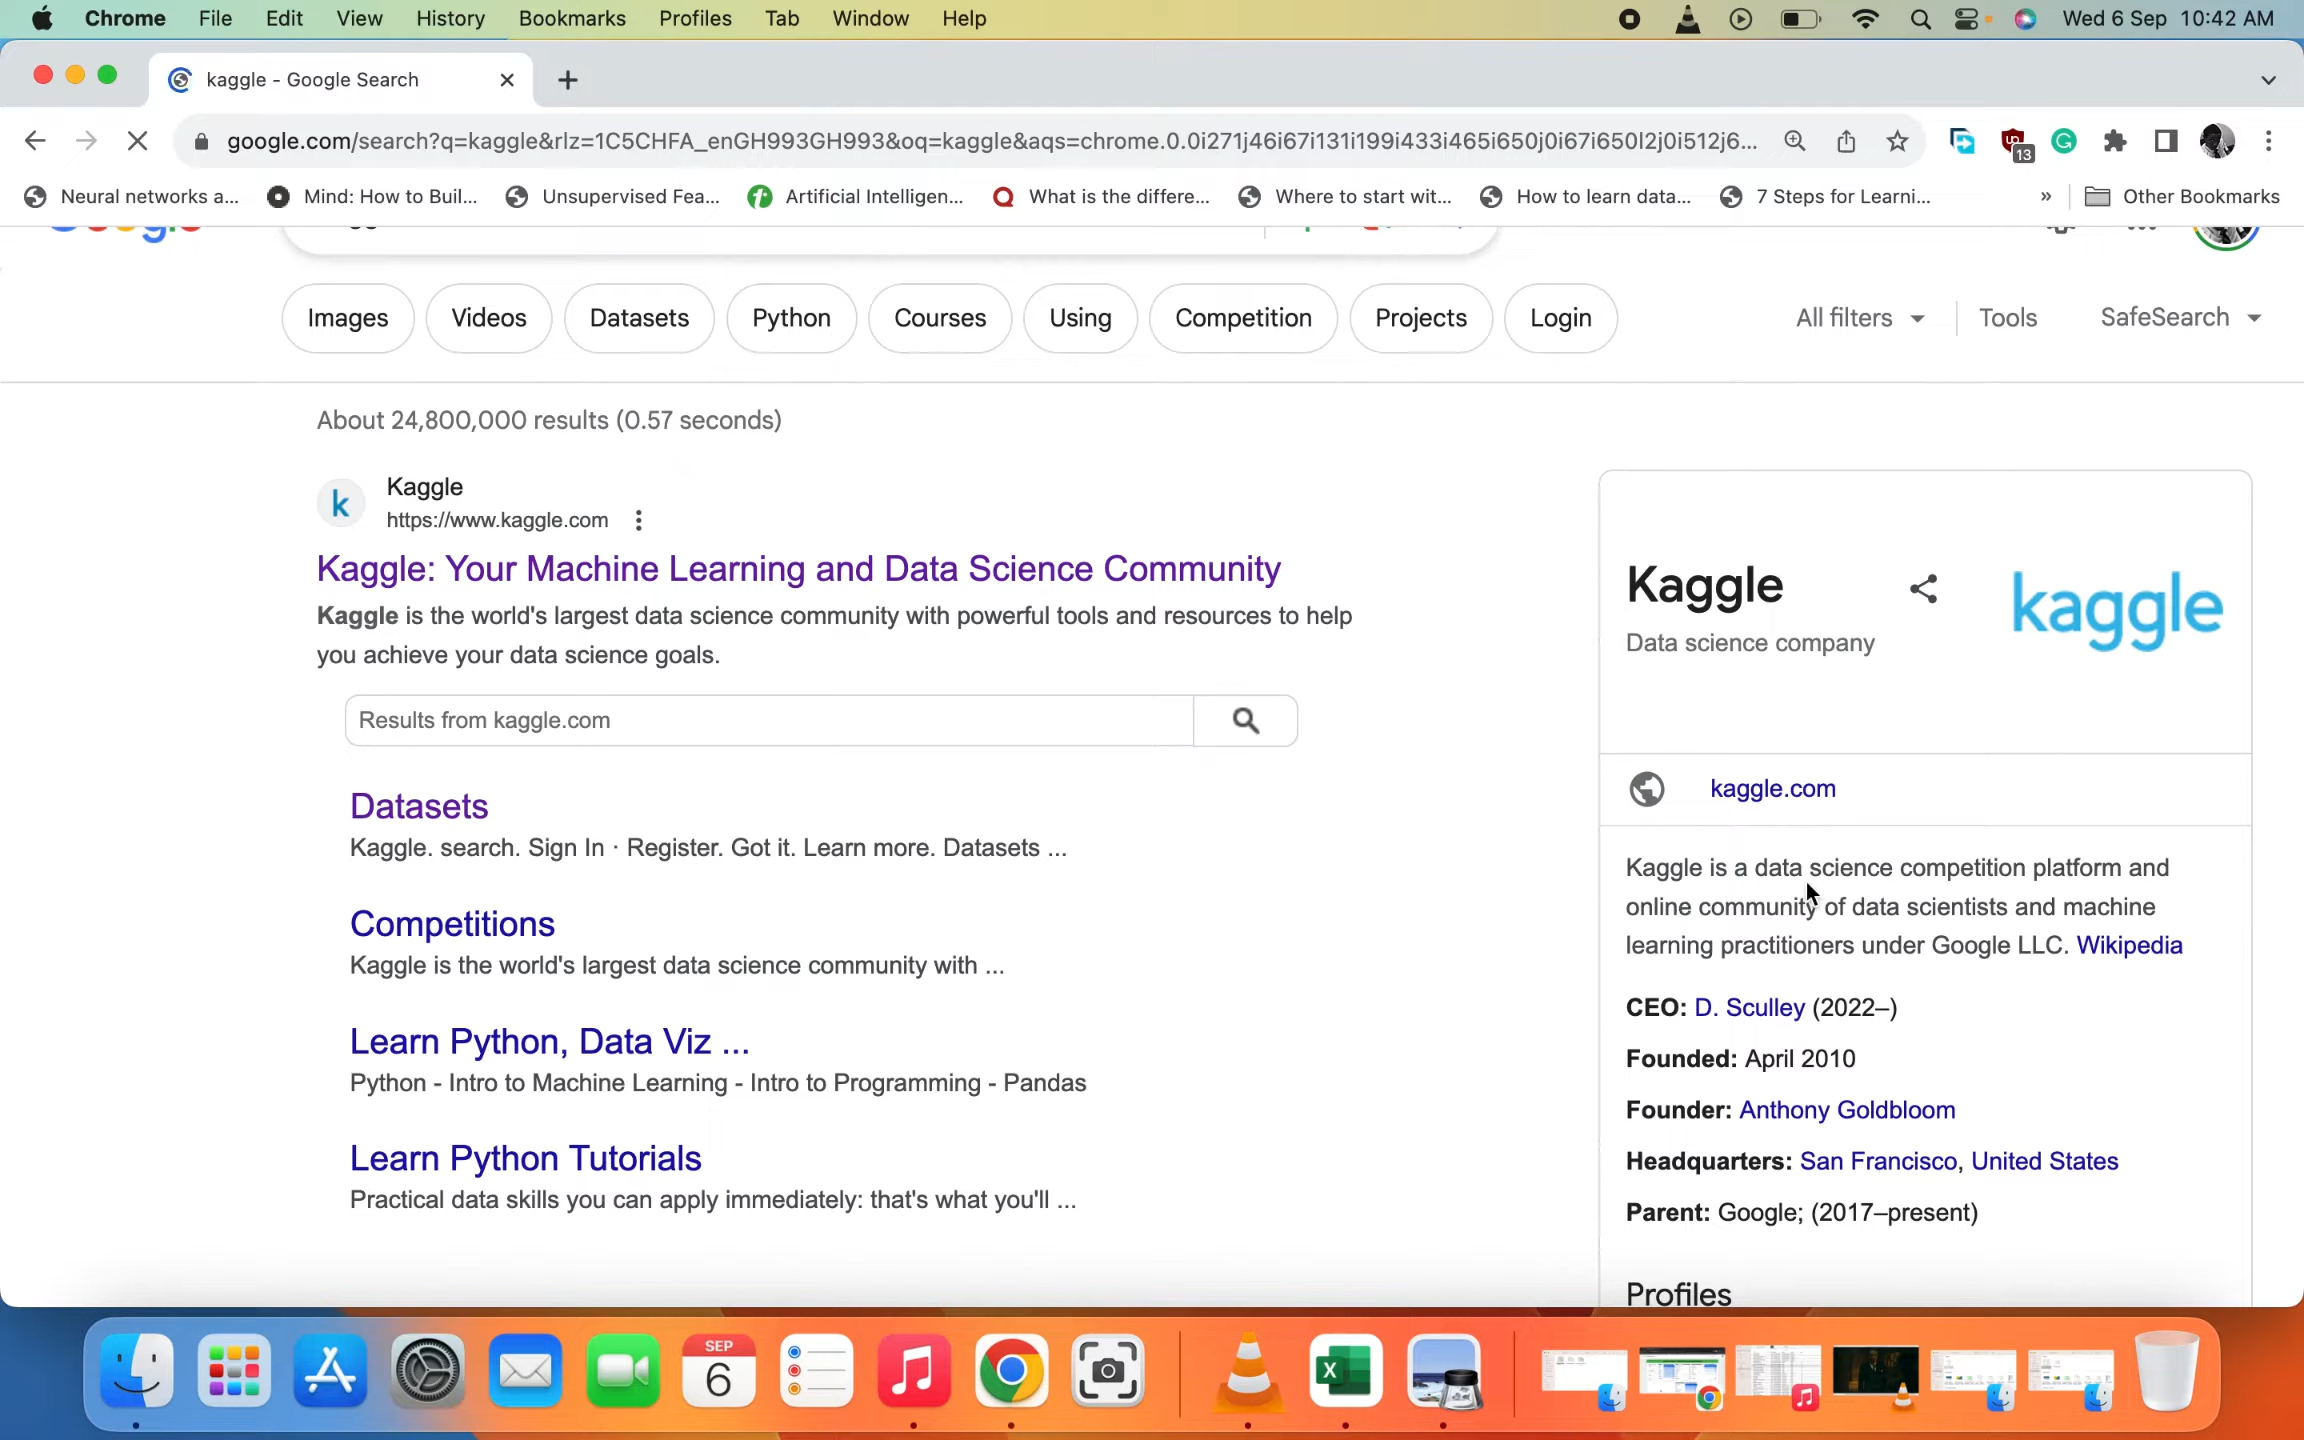 Chrome File Edit View History Bookmarks Profiles Tab Window Help Wed 6 Sep 10:42 AM
kaggle - Google Search
google.com/search?q=kaggle&rlz=1C5CHFA_enGH993GH993&oq=kaggle&aqs=chrome.0.0i271j46i67i131i199i433i465i650j0i67i650l2j0i512j6...
13
Neural networks a... Mind: How to Buil... Unsupervised Fea... Artificial Intelligen... What is the differe... Where to start wit... How to learn data... 7 Steps for Learni... » Other Bookmarks
Images Videos Datasets Python Courses Using Competition Projects Login All filters Tools SafeSearch
About 24,800,000 results (0.57 seconds)
k
Kaggle
https://www.kaggle.com
Kaggle: Your Machine Learning and Data Science Community
Kaggle is the world's largest data science community with powerful tools and resources to help
you achieve your data science goals.
Results from kaggle.com
Datasets
Kaggle. search. Sign In · Register. Got it. Learn more. Datasets ...
Competitions
Kaggle is the world's largest data science community with ...
Learn Python, Data Viz ...
Python - Intro to Machine Learning - Intro to Programming - Pandas
Learn Python Tutorials
Practical data skills you can apply immediately: that's what you'll ...
Kaggle
Data science company
kaggle
kaggle.com
Kaggle is a data science competition platform and
online community of data scientists and machine
learning practitioners under Google LLC. Wikipedia
CEO: D. Sculley (2022–)
Founded: April 2010
Founder: Anthony Goldbloom
Headquarters: San Francisco, United States
Parent: Google; (2017–present)
Profiles
SEP
6
X